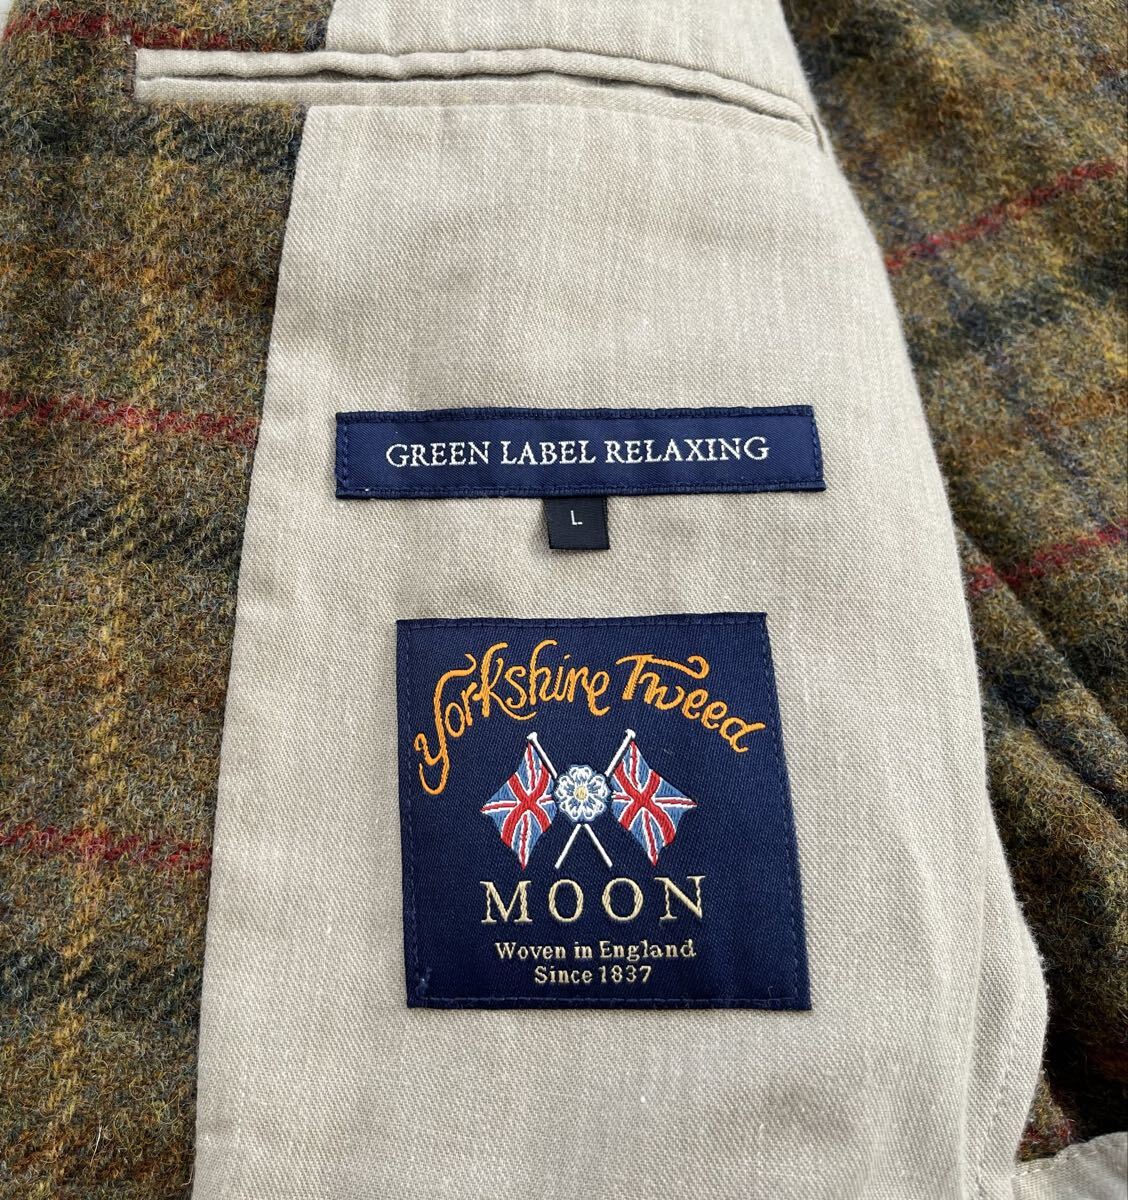 GREEN LABEL RELAXING
L
Yorkshire Tweed
MOON
Woven in England
Since 1837